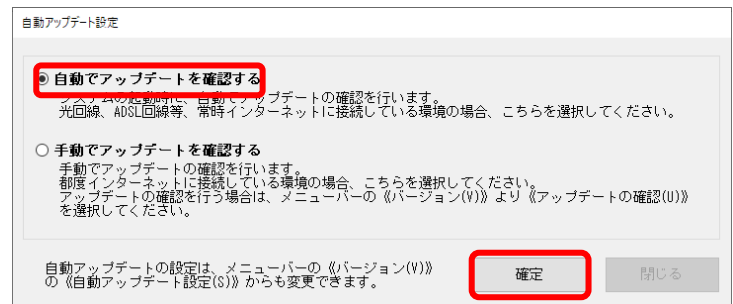 自動アップデート設定
自動でアップデートを確認する
システムの起動時に、自動でアップデートの確認を行います。
光回線、ADSL回線等、常時インターネットに接続している環境の場合、こちらを選択してください。
手動でアップデートの確認をする
手動でアップデートの確認を行います。
都度インターネットに接続している環境の場合、こちらを選択してください。
アップデートの確認を行う場合は、メニューバーの《バージョン(V)》より《アップデートの確認(U)》
を選択してください。
自動アップデートの設定は、メニューバーの《バージョン(V)》
の《自動アップデート設定(S)》からも変更できます。
確定
閉じる